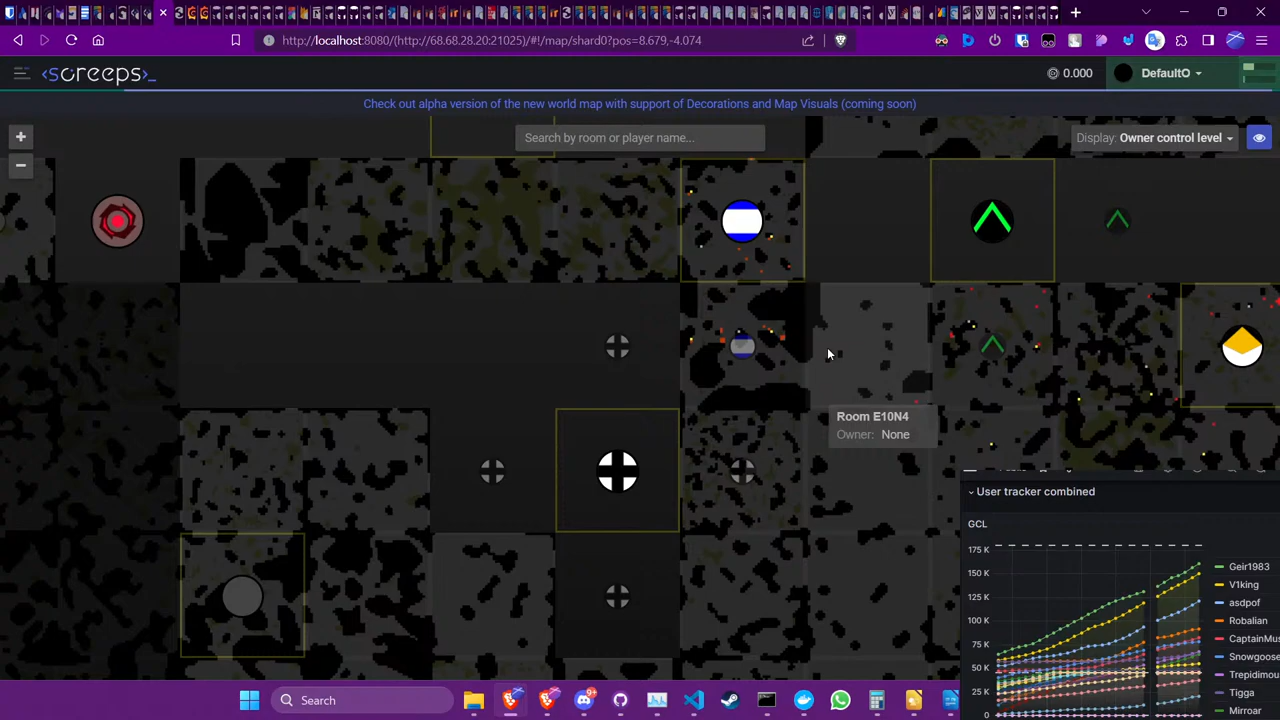 http://localhost:8080/(http://68.68.28.20:21025)/#!/map/shard0?pos=8.679,-4.074
<screeps>_
0.000
DefaultO
Check out alpha version of the new world map with support of Decorations and Map Visuals (coming soon)
+
−
Search by room or player name...
Display: Owner control level
Room E10N4
Owner: None
User tracker combined
GCL
175 K
150 K
125 K
100 K
75 K
50 K
25 K
0
Geir1983
V1king
asdpof
Robalian
CaptainMus
Snowgoose
Trepidimou
Tigga
Mirroar
Search
9+